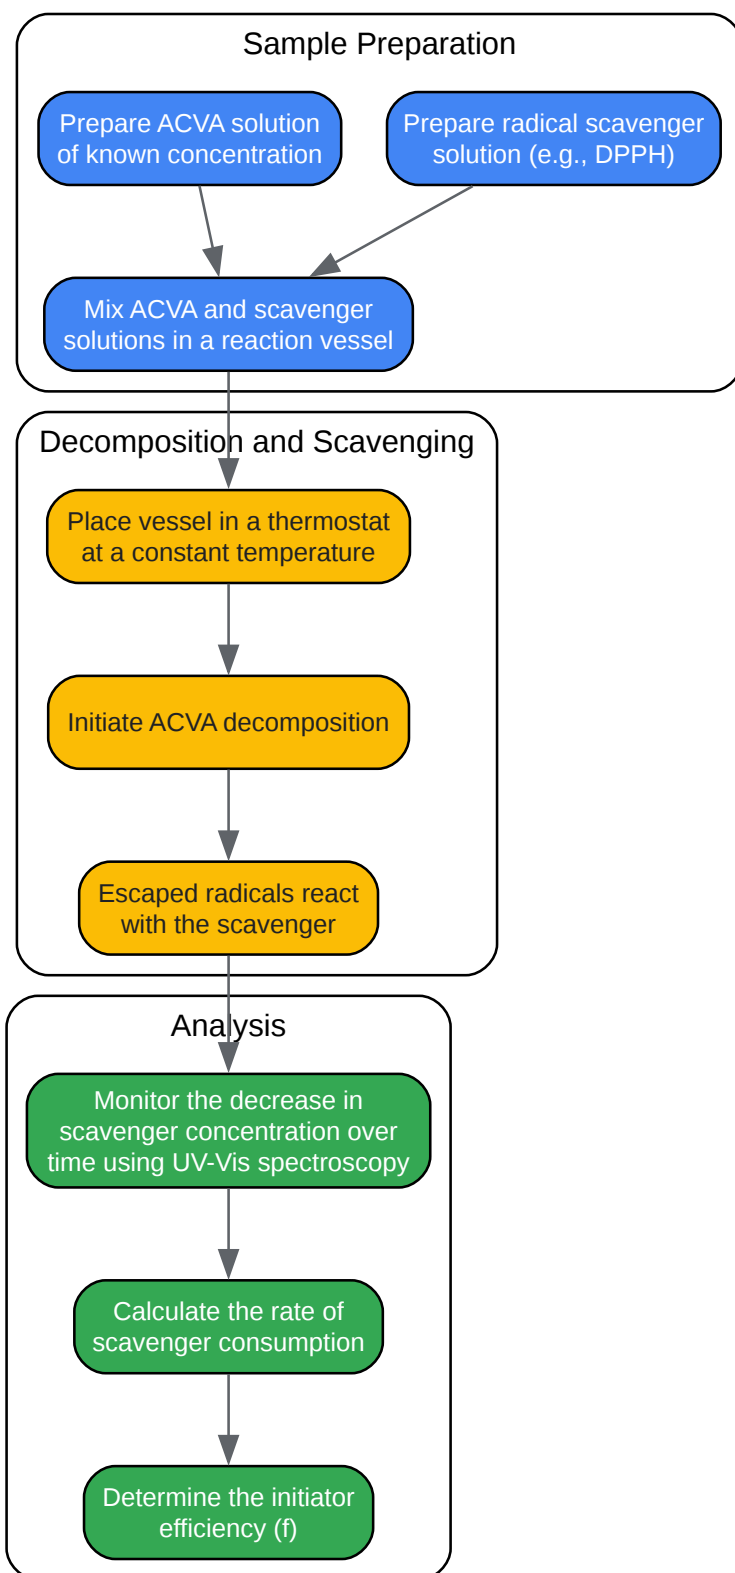 Sample Preparation
Prepare ACVA solution
of known concentration
Prepare radical scavenger
solution (e.g., DPPH)
Mix ACVA and scavenger
solutions in a reaction vessel
Decomposition and Scavenging
Place vessel in a thermostat
at a constant temperature
Initiate ACVA decomposition
Escaped radicals react
with the scavenger
Analysis
Monitor the decrease in
scavenger concentration over
time using UV-Vis spectroscopy
Calculate the rate of
scavenger consumption
Determine the initiator
efficiency (f)